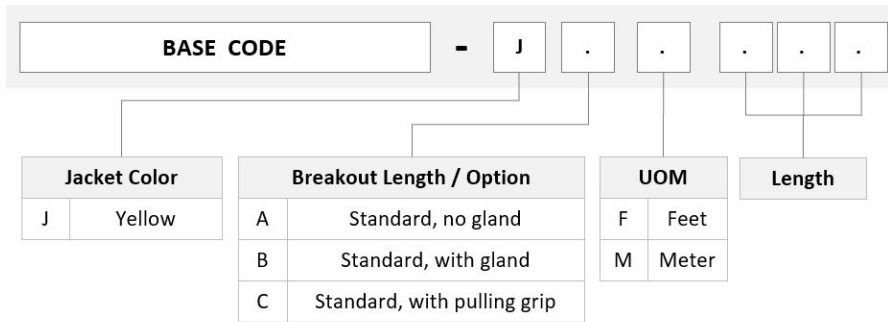 BASE CODE - J . . . . .
Jacket Color
J Yellow
Breakout Length / Option
A Standard, no gland
B Standard, with gland
C Standard, with pulling grip
UOM
F Feet
M Meter
Length